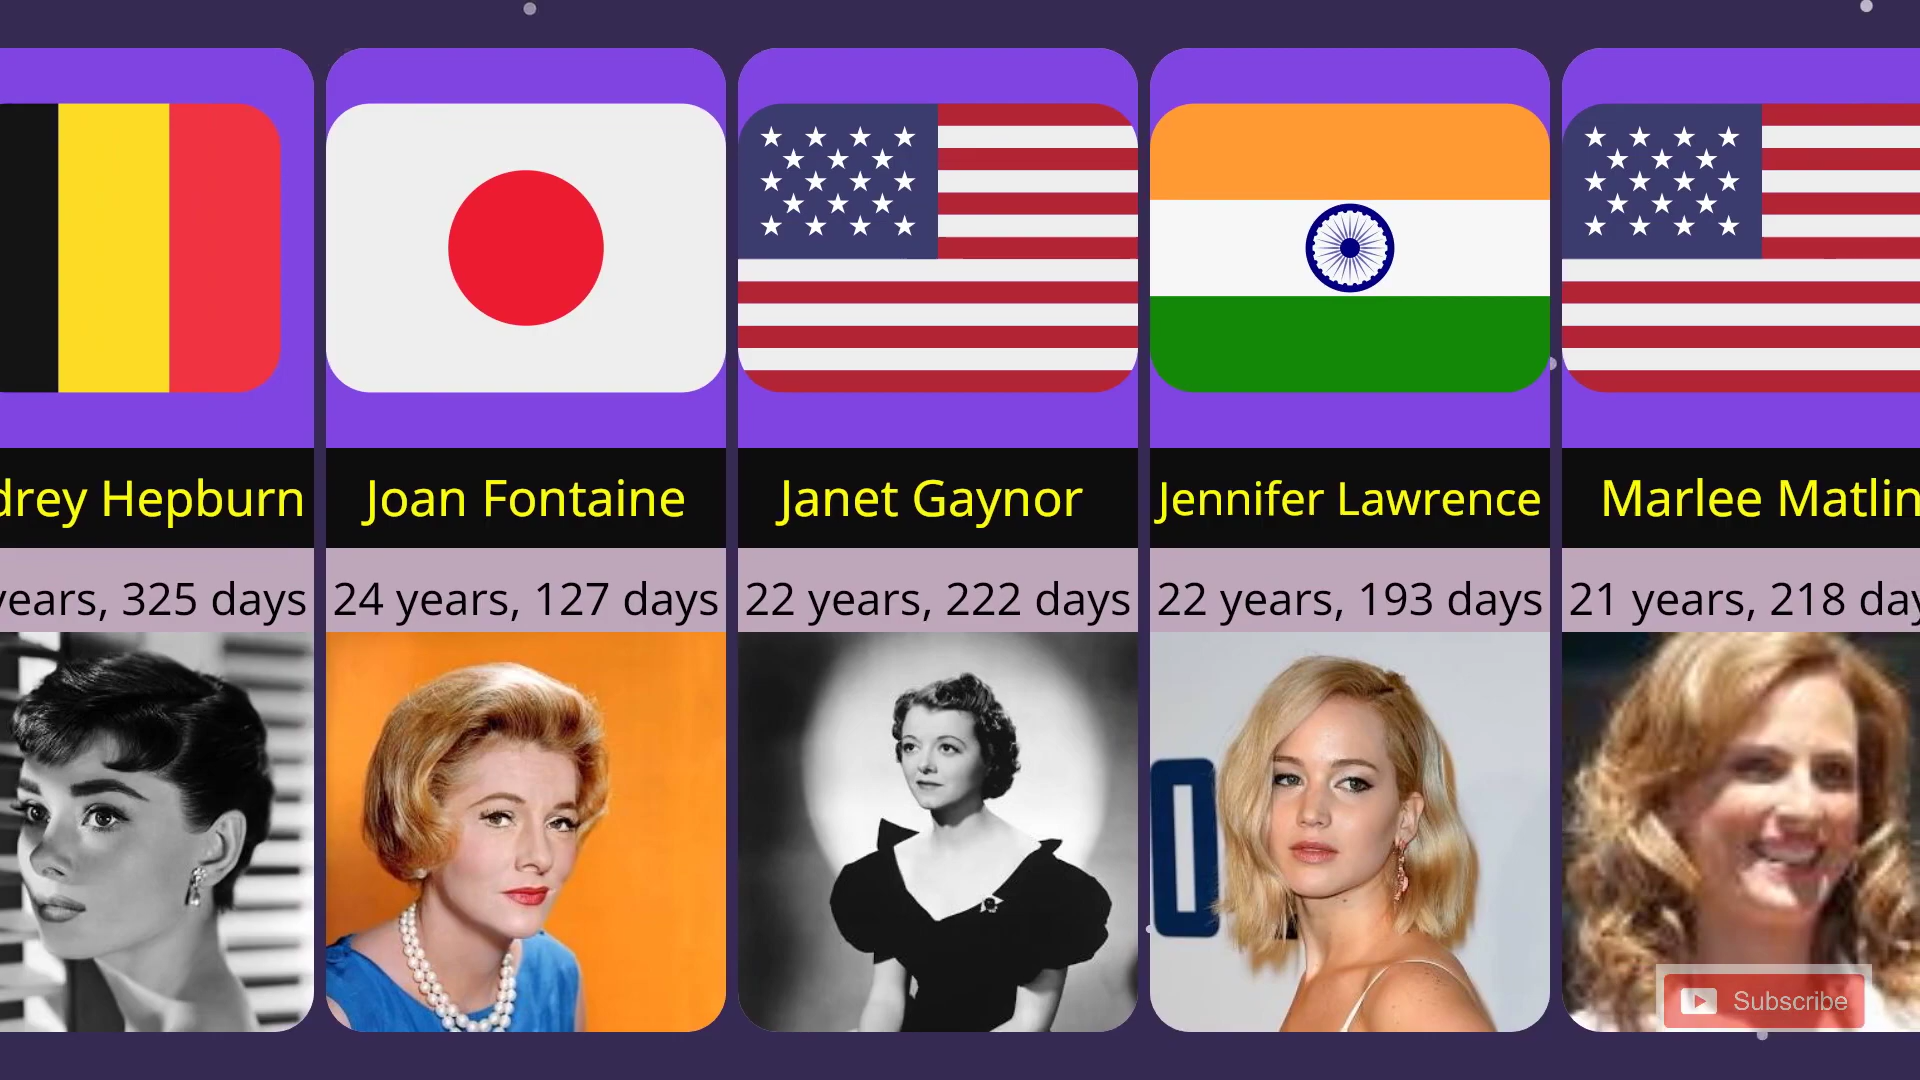 drey Hepburn
Joan Fontaine
Janet Gaynor
Jennifer Lawrence
Marlee Matlin
years, 325 days
24 years, 127 days
22 years, 222 days
22 years, 193 days
21 years, 218 day
Subscribe